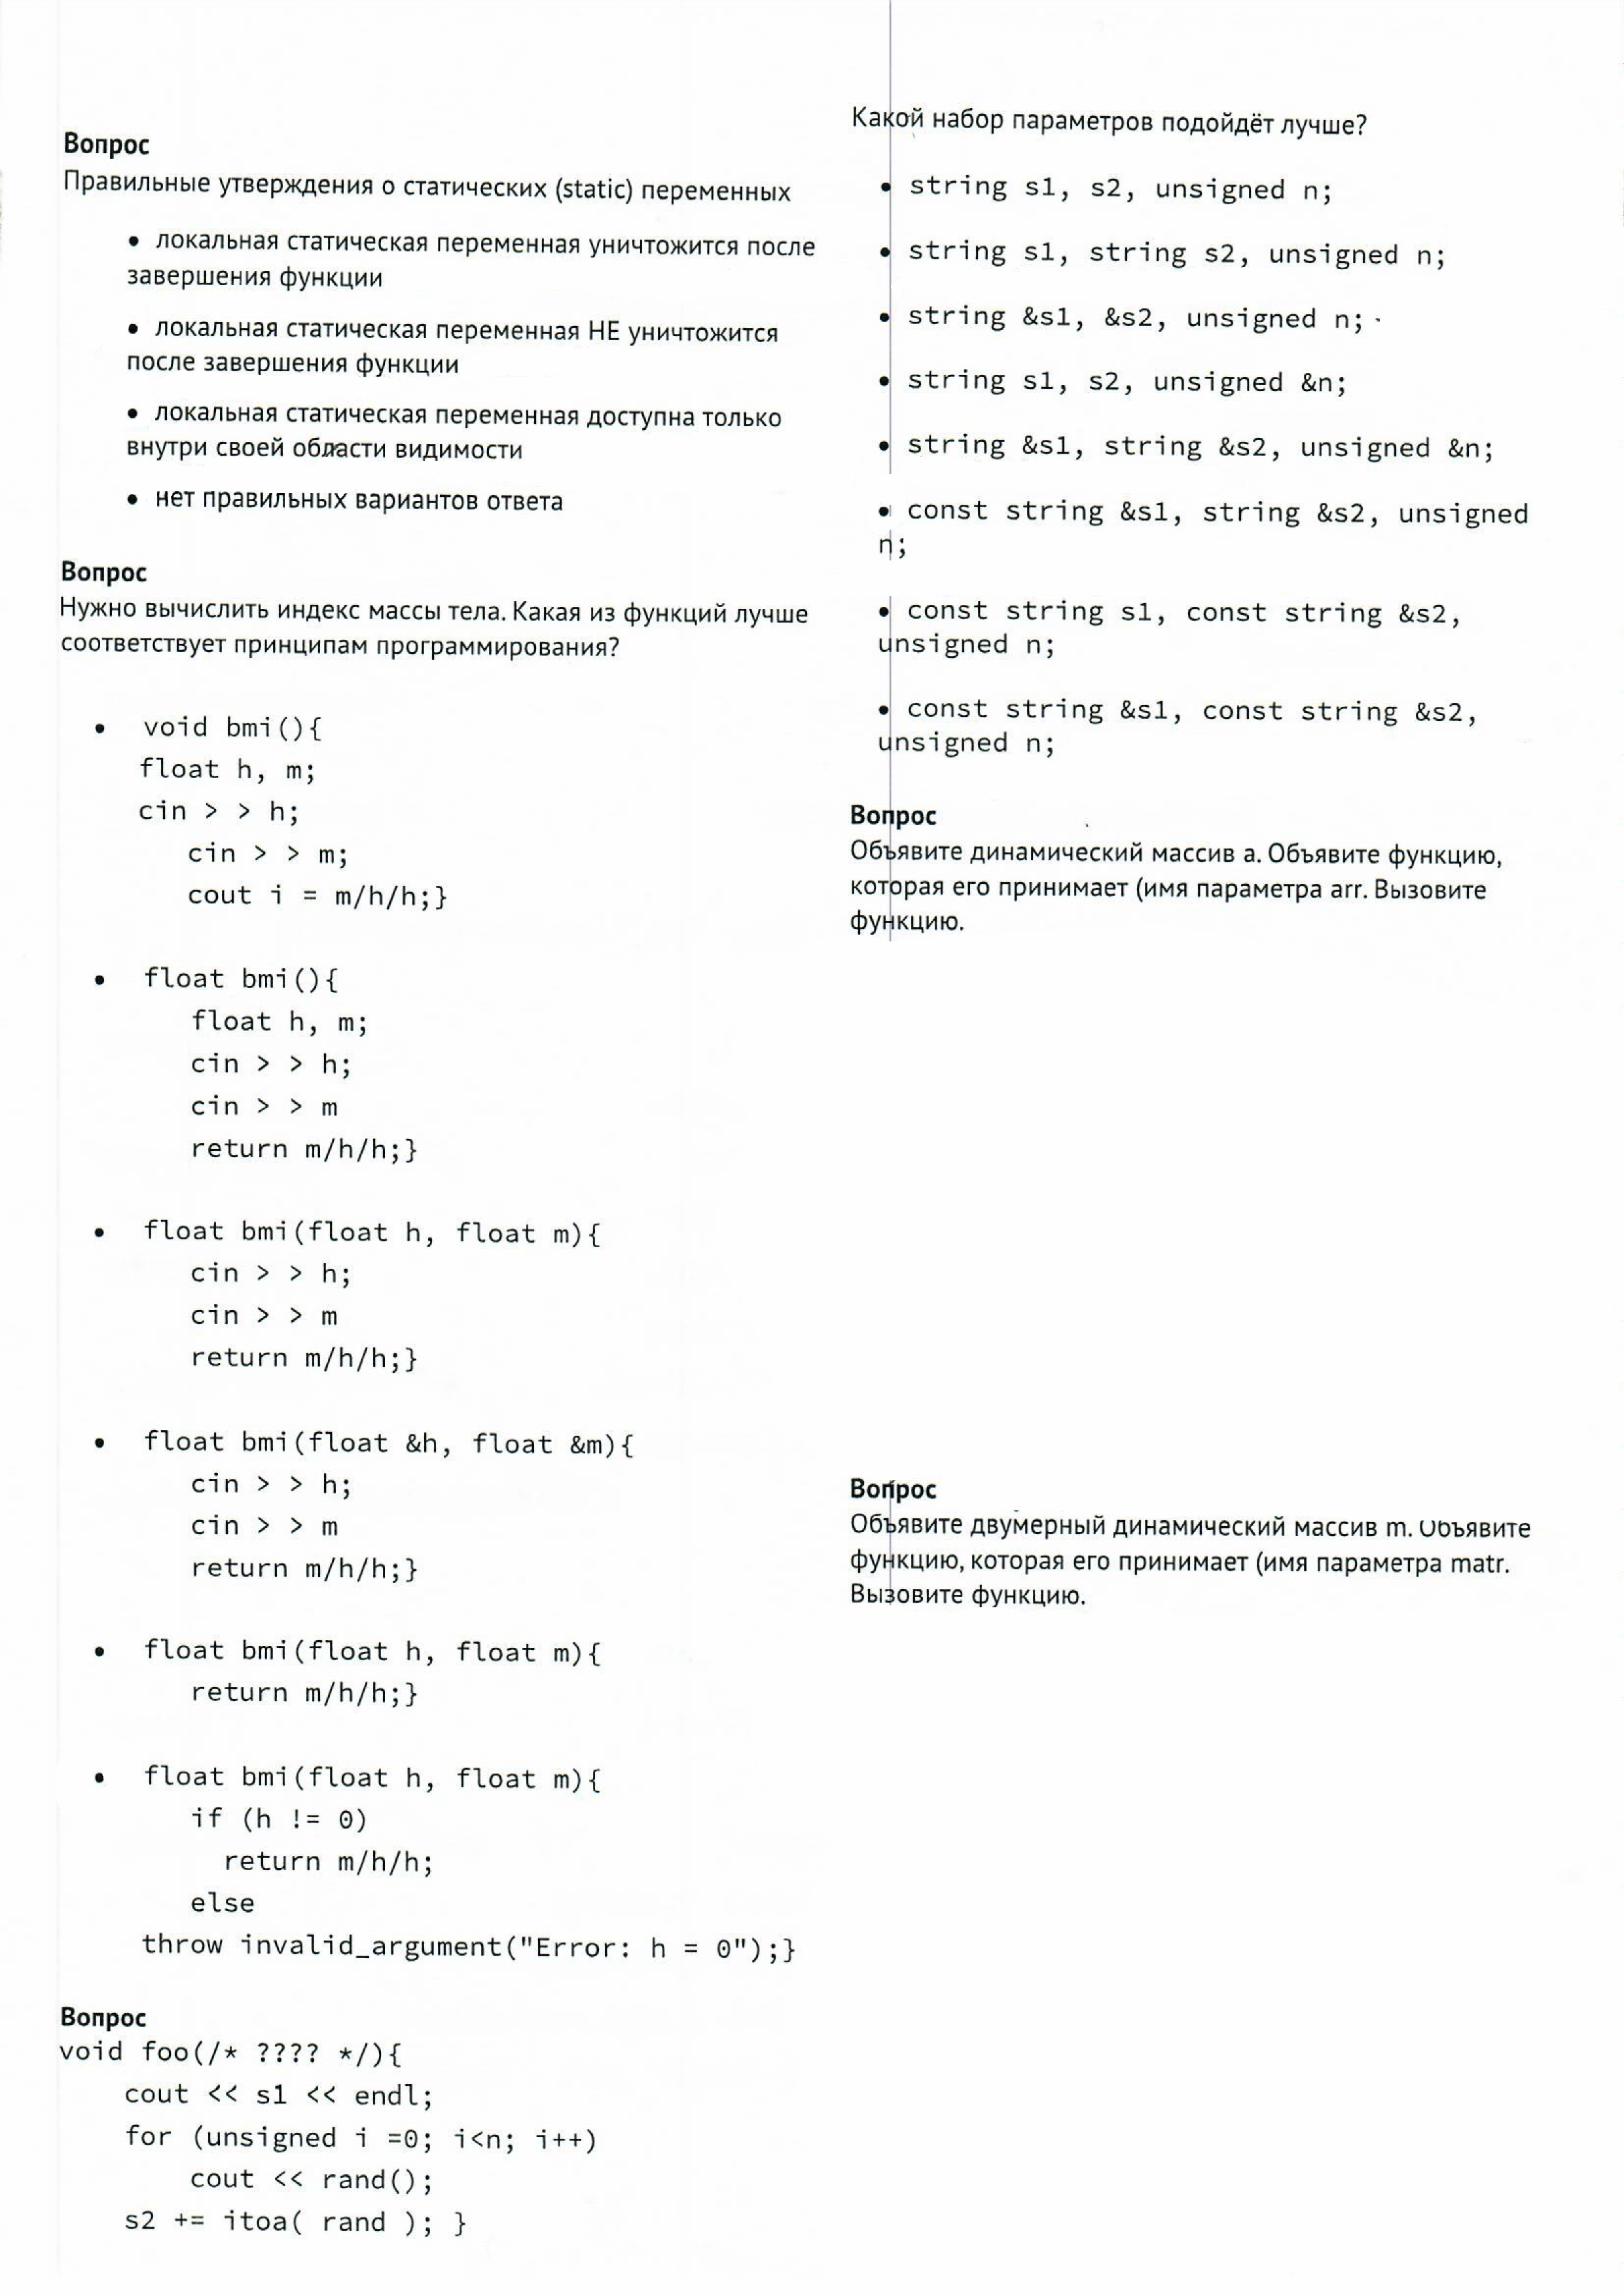 Вопрос
Правильные утверждения о статических (static) переменных
• локальная статическая переменная уничтожится после
завершения функции
• локальная статическая переменная НЕ уничтожится
после завершения функции
• локальная статическая переменная доступна только
внутри своей области видимости
• нет правильных вариантов ответа
Вопрос
Нужно вычислить индекс массы тела. Какая из функций лучше
соответствует принципам программирования?
• void bmi(){
float h, m;
cin > > h;
cin > > m;
cout i = m/h/h;}
• float bmi(){
float h, m;
cin > > h;
cin > > m
return m/h/h;}
• float bmi(float h, float m){
cin > > h;
cin > > m
return m/h/h;}
• float bmi(float &h, float &m){
cin > > h;
cin > > m
return m/h/h;}
• float bmi(float h, float m){
return m/h/h;}
• float bmi(float h, float m){
if (h != 0)
return m/h/h;
else
throw invalid_argument("Error: h = 0");}
Вопрос
void foo(/* ???? */){
cout << s1 << endl;
for (unsigned i =0; i<n; i++)
cout << rand();
s2 += itoa( rand ); }
Какой набор параметров подойдёт лучше?
• string s1, s2, unsigned n;
• string s1, string s2, unsigned n;
• string &s1, &s2, unsigned n;
• string s1, s2, unsigned &n;
• string &s1, string &s2, unsigned &n;
• const string &s1, string &s2, unsigned
n;
• const string s1, const string &s2,
unsigned n;
• const string &s1, const string &s2,
unsigned n;
Вопрос
Объявите динамический массив a. Объявите функцию,
которая его принимает (имя параметра arr. Вызовите
функцию.
Вопрос
Объявите двумерный динамический массив m. Объявите
функцию, которая его принимает (имя параметра matr.
Вызовите функцию.